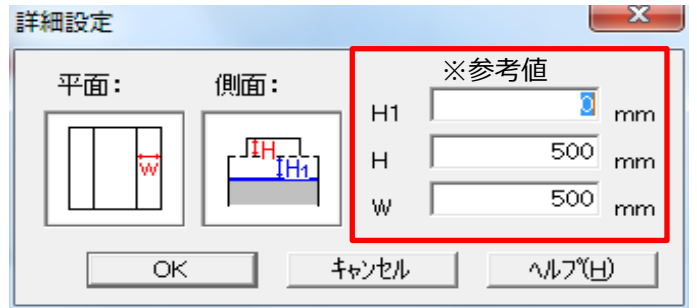 詳細設定
平面:
側面:
※参考値
H1 0 mm
H 500 mm
W 500 mm
W
H
H1
OK
キャンセル
ヘルプ(H)